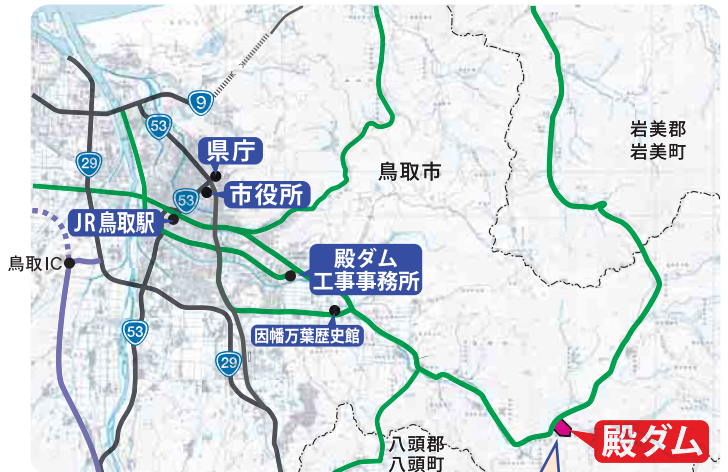 9
53
県庁
29
鳥取市
岩美郡
岩美町
53
市役所
JR鳥取駅
鳥取IC
殿ダム
工事事務所
53
因幡万葉歴史館
29
八頭郡
八頭町
殿ダム